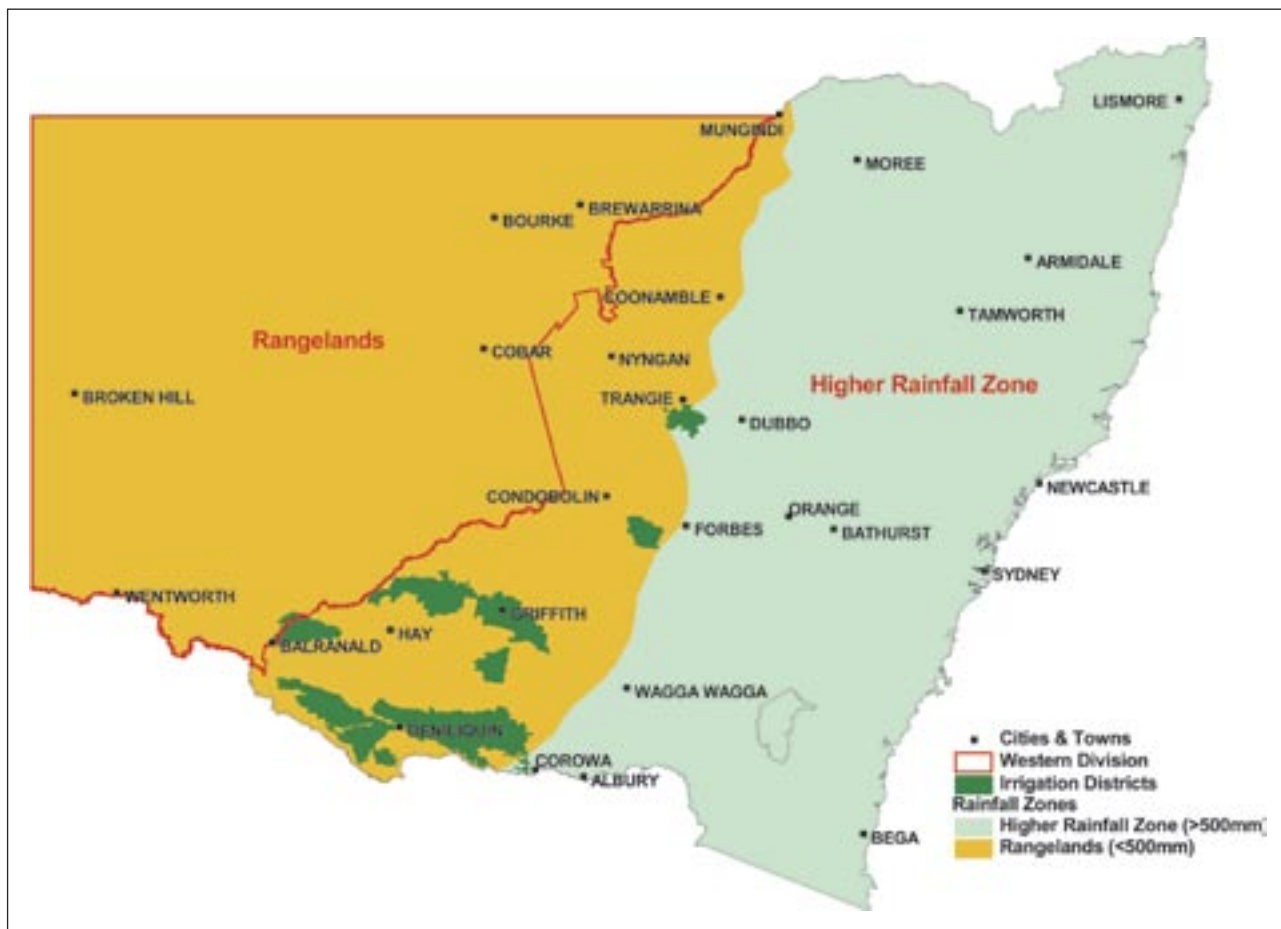 LISMORE
MUNGINDI
MOREE
BREWARRINA
BOURKE
ARMIDALE
COONAMBLE
TAMWORTH
Rangelands
COBAR
NYNGAN
Higher Rainfall Zone
BROKEN HILL
TRANGIE
DUBBO
NEWCASTLE
CONDOBOLIN
ORANGE
FORBES
BATHURST
SYDNEY
WENTWORTH
GRIFFITH
HAY
BALRANALD
WAGGA WAGGA
DENILIQUIN
COROWA
ALBURY
BEGA
Cities & Towns
Western Division
Irrigation Districts
Rainfall Zones
Higher Rainfall Zone (>500mm)
Rangelands (<500mm)